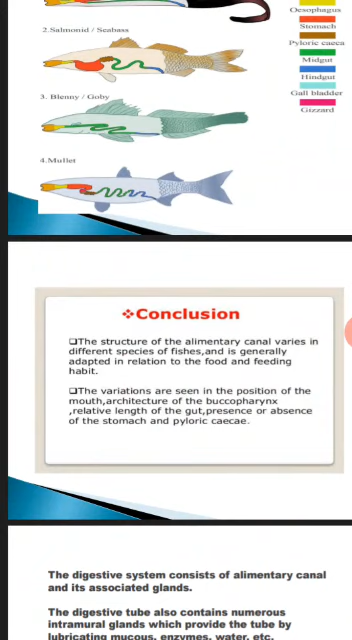 Oesophagus
Stomach
Pyloric caeca
Midgut
Hindgut
Gall bladder
Gizzard
2.Salmonid / Seabass
3. Blenny / Goby
4.Mullet
❖Conclusion
❑The structure of the alimentary canal varies in
different species of fishes,and is generally
adapted in relation to the food and feeding
habit.
❑The variations are seen in the position of the
mouth,architecture of the buccopharynx
,relative length of the gut,presence or absence
of the stomach and pyloric caecae.
The digestive system consists of alimentary canal
and its associated glands.
The digestive tube also contains numerous
intramural glands which provide the tube by
lubricating mucous, enzymes, water, etc.